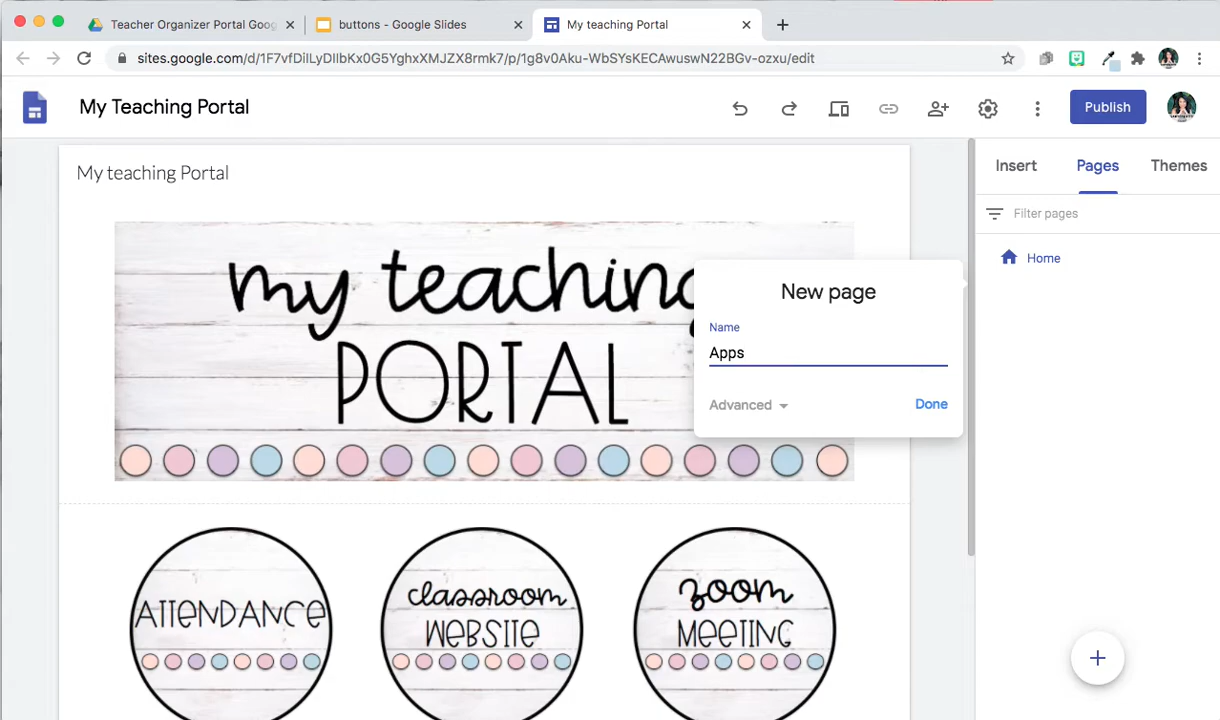 Teacher Organizer Portal Goog
buttons - Google Slides
My teaching Portal
sites.google.com/d/1F7vfDilLyDIIbKx0G5YghxXMJZX8rmk7/p/1g8v0Aku-WbSYsKECAwuswN22BGv-ozxu/edit
My Teaching Portal
Publish
My teaching Portal
Insert
Pages
Themes
Filter pages
Home
my teaching
PORTAL
New page
Name
Apps
Advanced
Done
ATTENDANCE
classroom
WEBSITE
zoom
MEETING